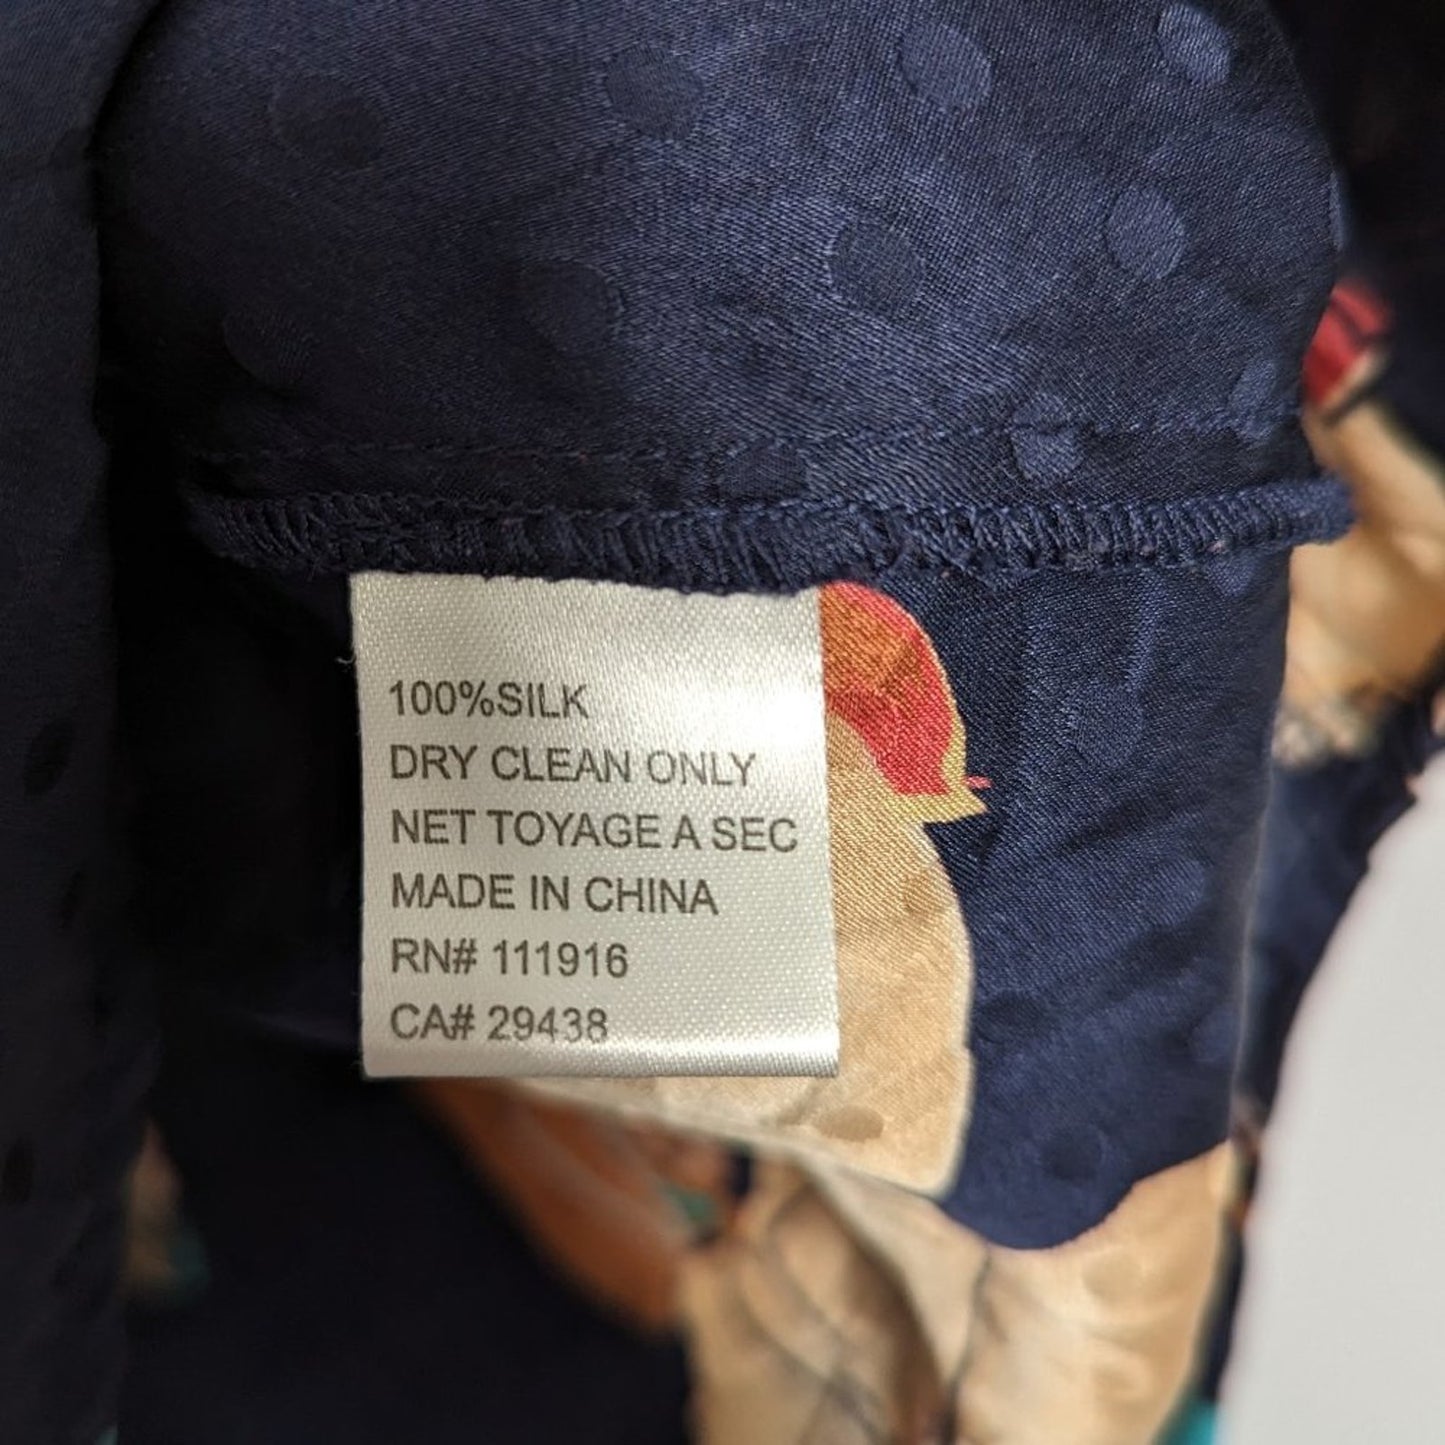 100%SILK
DRY CLEAN ONLY
NET TOYAGE A SEC
MADE IN CHINA
RN# 111916
CA# 29438